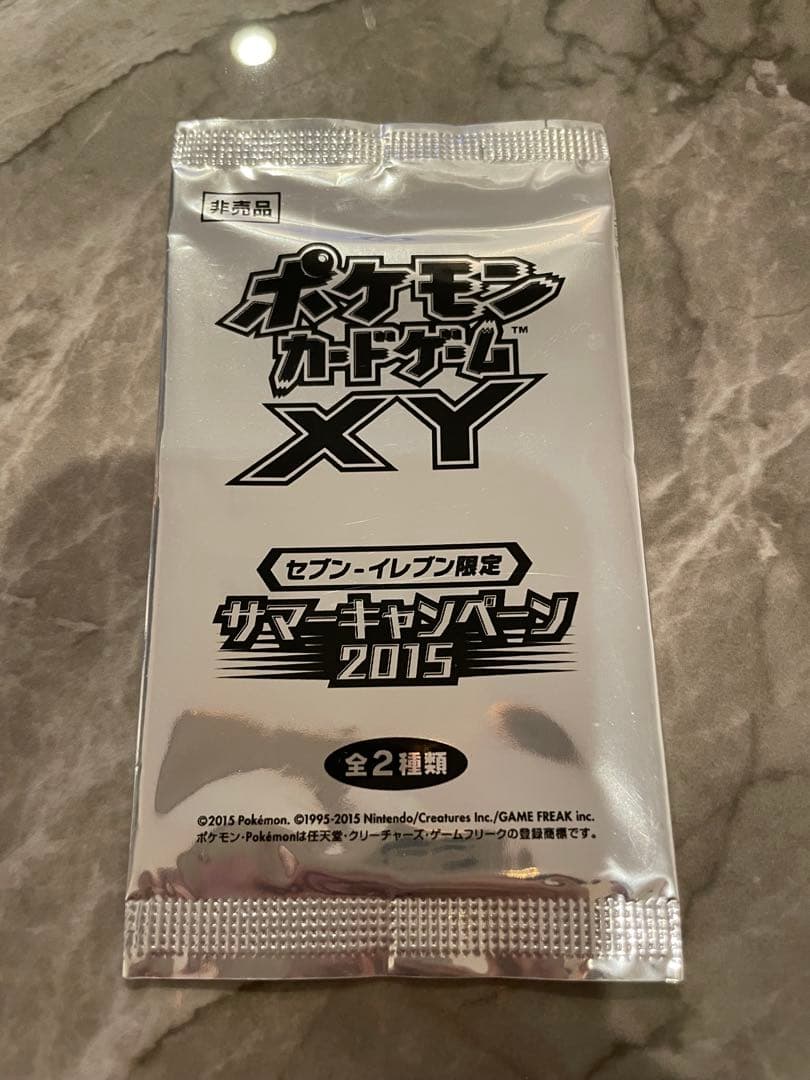 非売品
ポケモン
カードゲーム™
XY
セブン-イレブン限定
サマーキャンペーン
2015
全2種類
©2015 Pokémon. ©1995-2015 Nintendo/Creatures Inc./GAME FREAK inc.
ポケモン・Pokémonは任天堂・クリーチャーズ・ゲームフリークの登録商標です。